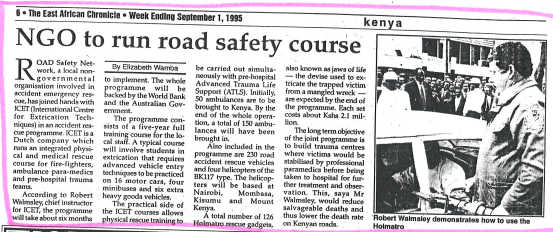 6 • The East African Chronicle • Week Ending September 1, 1995
kenya
NGO to run road safety course
ROAD Safety Net-
work, a local non-
governmental
organisation involved in
accident emergency res-
cue, has joined hands with
ICET (International Centre
for Extrication Techni-
ques) in an accident res-
cue programme. ICET is a
Dutch company which
runs an integrated physi-
cal and medical rescue
course for fire-fighters,
ambulance para-medics
and pre-hospital trauma
teams.
According to Robert
Walmsley, chief instructor
for ICET, the programme
will take about six months
By Elizabeth Wamba
to implement. The whole
programme will be
backed by the World Bank
and the Australian Gov-
ernment.
The programme con-
sists of a five-year full
training course for the lo-
cal staff. A typical course
will involve students in
extrication that requires
advanced vehicle entry
techniques to be practiced
on 16 motor cars, four
minibuses and six extra
heavy goods vehicles.
The practical side of
the ICET courses allows
physical rescue training to
be carried out simulta-
neously with pre-hospital
Advanced Trauma Life
Support (ATLS). Initially,
50 ambulances are to be
brought to Kenya. By the
end of the whole opera-
tion, a total of 150 ambu-
lances will have been
brought in.
Also included in the
programme are 230 road
accident rescue vehicles
and four helicopters of the
BK117 type. The helicop-
ters will be based at
Nairobi, Mombasa,
Kisumu and Mount
Kenya.
A total number of 126
Holmatro rescue gadgets,
also known as jaws of life
— the devise used to ex-
tricate the trapped victim
from a mangled wreck —
are expected by the end of
the programme. Each set
costs about Ksha 2.1 mil-
lion.
The long term objective
of the joint programme is
to build trauma centres
where victims would be
stabilised by professional
paramedics before being
taken to hospital for fur-
ther treatment and obser-
vation. This, says Mr
Walmsley, would reduce
salvageable deaths and
thus lower the death rate
on Kenyan roads.
Robert Walmsley demonstrates how to use the
Holmatro